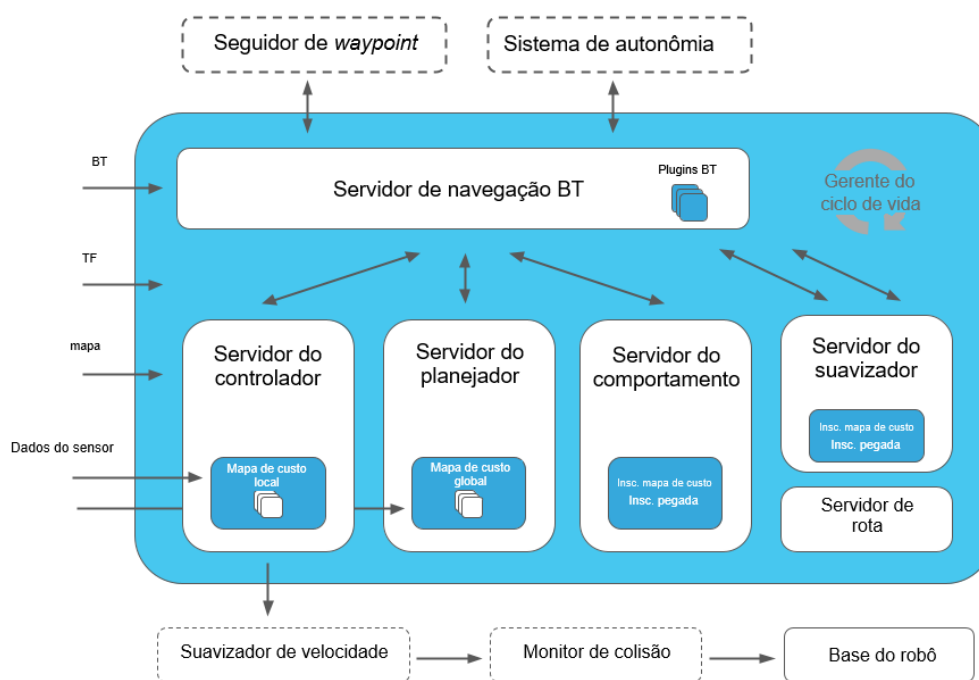 Seguidor de waypoint
Sistema de autonômia
BT
Servidor de navegação BT
Plugins BT
Gerente do
ciclo de vida
TF
mapa
Dados do sensor
Servidor do
controlador
Mapa de custo
local
Servidor do
planejador
Mapa de custo
global
Servidor do
comportamento
Insc. mapa de custo
Insc. pegada
Servidor do
suavizador
Insc. mapa de custo
Insc. pegada
Servidor de
rota
Suavizador de velocidade
Monitor de colisão
Base do robô